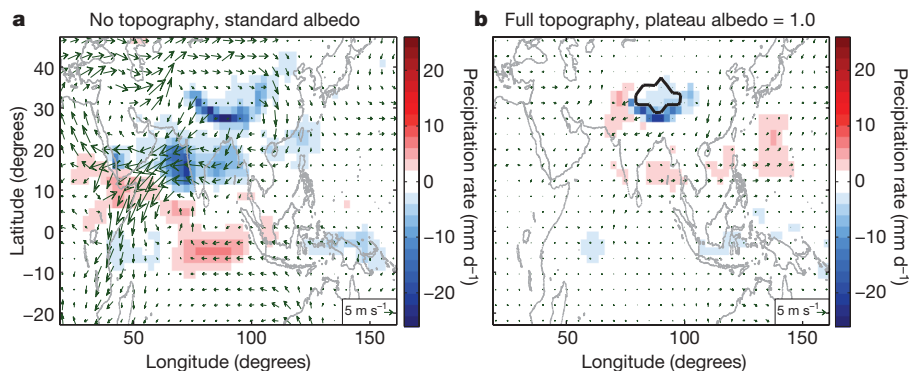 a No topography, standard albedo
40
30
20
10
0
−10
−20
Latitude (degrees)
50
100
150
Longitude (degrees)
5 m s⁻¹
20
10
0
−10
−20
Precipitation rate (mm d⁻¹)
b Full topography, plateau albedo = 1.0
50
100
150
Longitude (degrees)
5 m s⁻¹
20
10
0
−10
−20
Precipitation rate (mm d⁻¹)